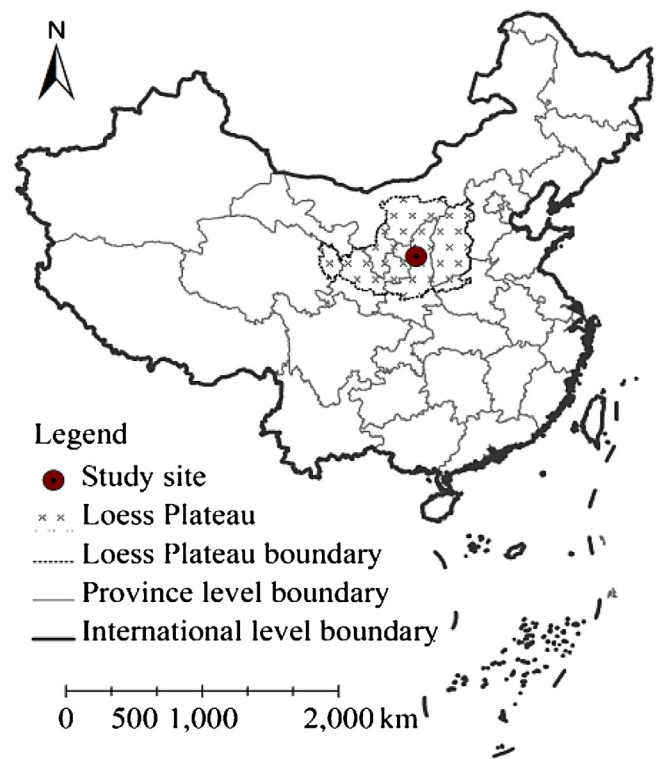 N
Legend
Study site
Loess Plateau
Loess Plateau boundary
Province level boundary
International level boundary
0 500 1,000 2,000 km